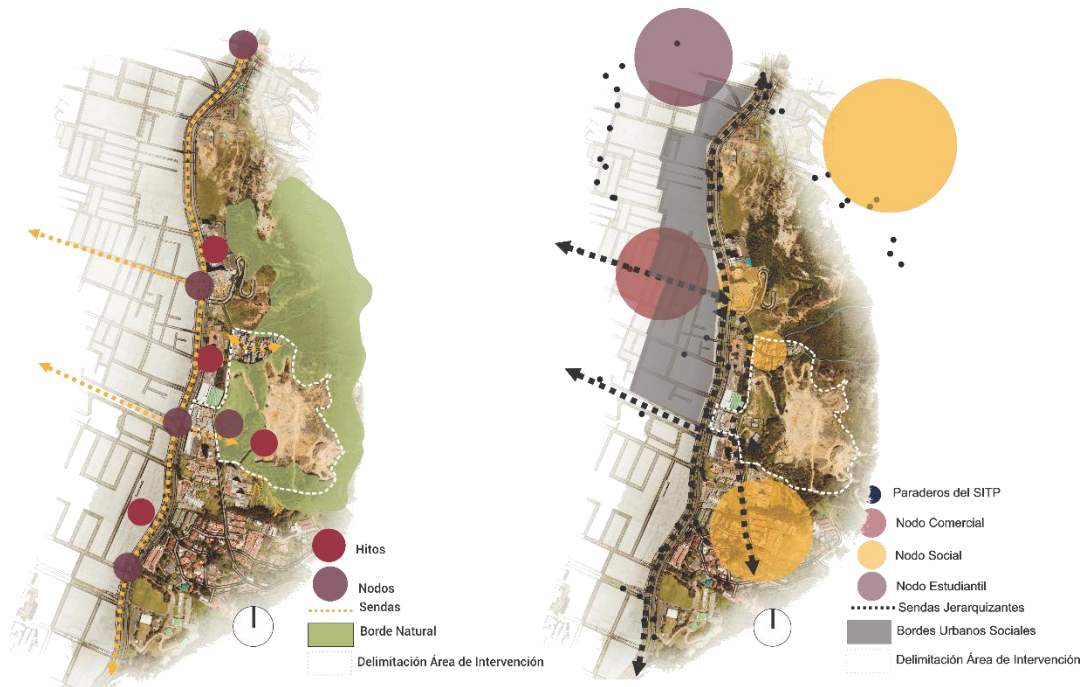 Hitos
Nodos
Sendas
Borde Natural
Delimitación Área de Intervención
Paraderos del SITP
Nodo Comercial
Nodo Social
Nodo Estudiantil
Sendas Jerarquizantes
Bordes Urbanos Sociales
Delimitación Área de Intervención